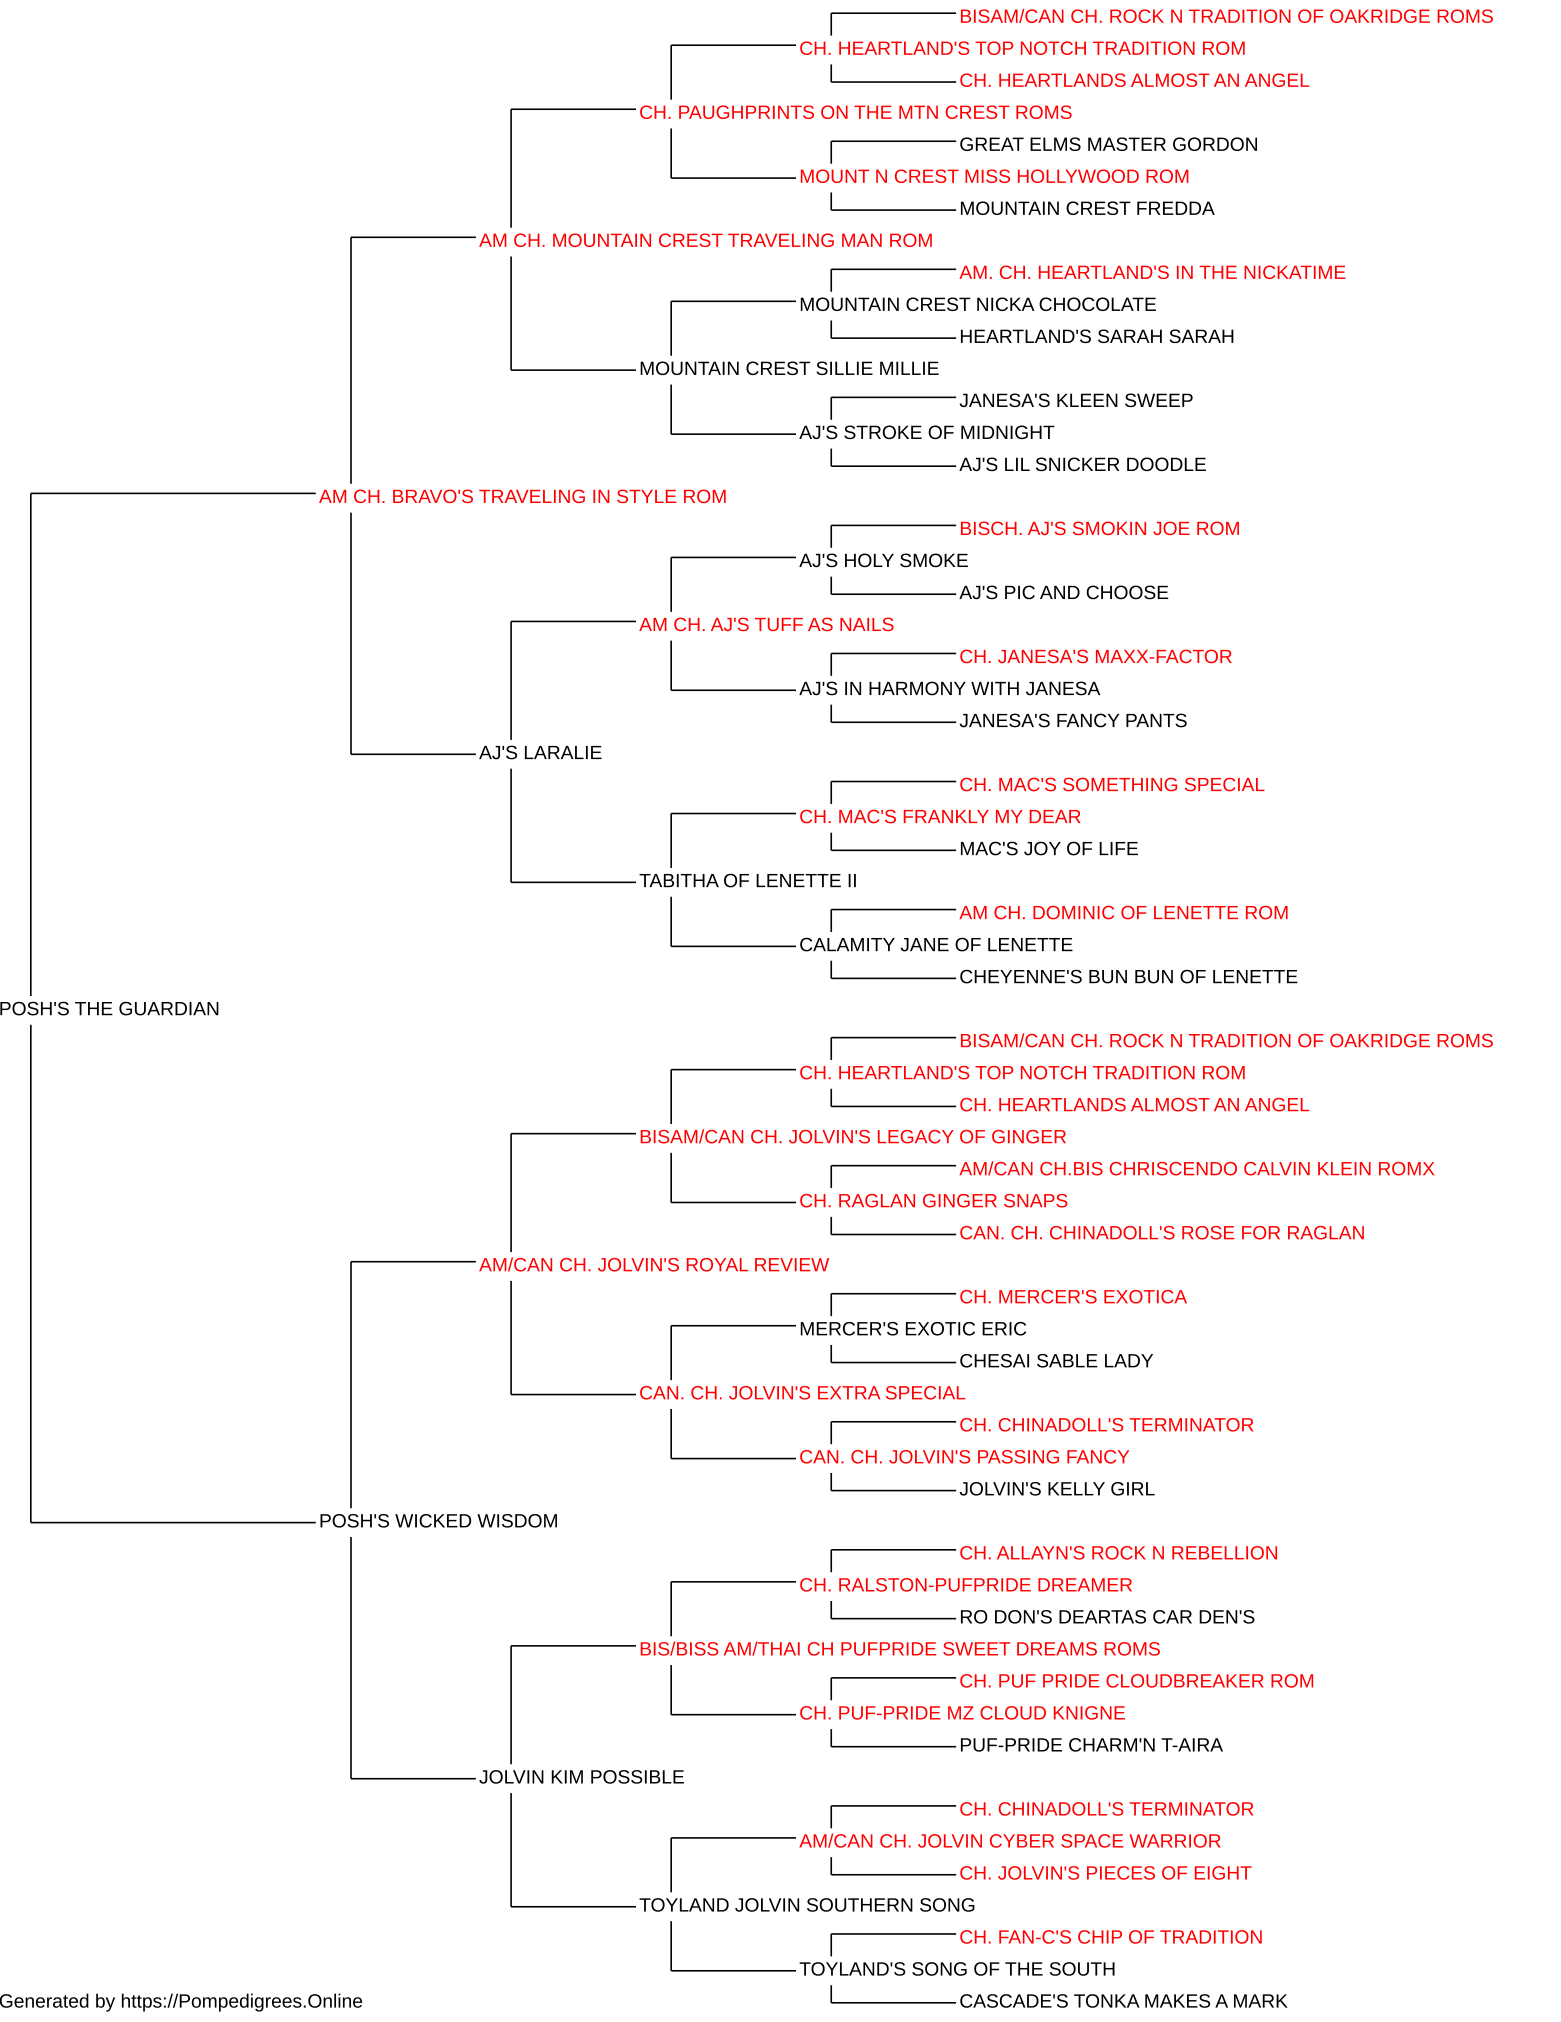 BISAM/CAN CH. ROCK N TRADITION OF OAKRIDGE ROMS
CH. HEARTLAND'S TOP NOTCH TRADITION ROM
CH. HEARTLANDS ALMOST AN ANGEL
CH. PAUGHPRINTS ON THE MTN CREST ROMS
GREAT ELMS MASTER GORDON
MOUNT N CREST MISS HOLLYWOOD ROM
MOUNTAIN CREST FREDDA
AM CH. MOUNTAIN CREST TRAVELING MAN ROM
AM. CH. HEARTLAND'S IN THE NICKATIME
MOUNTAIN CREST NICKA CHOCOLATE
HEARTLAND'S SARAH SARAH
MOUNTAIN CREST SILLIE MILLIE
JANESA'S KLEEN SWEEP
AJ'S STROKE OF MIDNIGHT
AJ'S LIL SNICKER DOODLE
AM CH. BRAVO'S TRAVELING IN STYLE ROM
BISCH. AJ'S SMOKIN JOE ROM
AJ'S HOLY SMOKE
AJ'S PIC AND CHOOSE
AM CH. AJ'S TUFF AS NAILS
CH. JANESA'S MAXX-FACTOR
AJ'S IN HARMONY WITH JANESA
JANESA'S FANCY PANTS
AJ'S LARALIE
CH. MAC'S SOMETHING SPECIAL
CH. MAC'S FRANKLY MY DEAR
MAC'S JOY OF LIFE
TABITHA OF LENETTE II
AM CH. DOMINIC OF LENETTE ROM
CALAMITY JANE OF LENETTE
CHEYENNE'S BUN BUN OF LENETTE
POSH'S THE GUARDIAN
BISAM/CAN CH. ROCK N TRADITION OF OAKRIDGE ROMS
CH. HEARTLAND'S TOP NOTCH TRADITION ROM
CH. HEARTLANDS ALMOST AN ANGEL
BISAM/CAN CH. JOLVIN'S LEGACY OF GINGER
AM/CAN CH.BIS CHRISCENDO CALVIN KLEIN ROMX
CH. RAGLAN GINGER SNAPS
CAN. CH. CHINADOLL'S ROSE FOR RAGLAN
AM/CAN CH. JOLVIN'S ROYAL REVIEW
CH. MERCER'S EXOTICA
MERCER'S EXOTIC ERIC
CHESAI SABLE LADY
CAN. CH. JOLVIN'S EXTRA SPECIAL
CH. CHINADOLL'S TERMINATOR
CAN. CH. JOLVIN'S PASSING FANCY
JOLVIN'S KELLY GIRL
POSH'S WICKED WISDOM
CH. ALLAYN'S ROCK N REBELLION
CH. RALSTON-PUFPRIDE DREAMER
RO DON'S DEARTAS CAR DEN'S
BIS/BISS AM/THAI CH PUFPRIDE SWEET DREAMS ROMS
CH. PUF PRIDE CLOUDBREAKER ROM
CH. PUF-PRIDE MZ CLOUD KNIGNE
PUF-PRIDE CHARM'N T-AIRA
JOLVIN KIM POSSIBLE
CH. CHINADOLL'S TERMINATOR
AM/CAN CH. JOLVIN CYBER SPACE WARRIOR
CH. JOLVIN'S PIECES OF EIGHT
TOYLAND JOLVIN SOUTHERN SONG
CH. FAN-C'S CHIP OF TRADITION
TOYLAND'S SONG OF THE SOUTH
CASCADE'S TONKA MAKES A MARK
Generated by https://Pompedigrees.Online